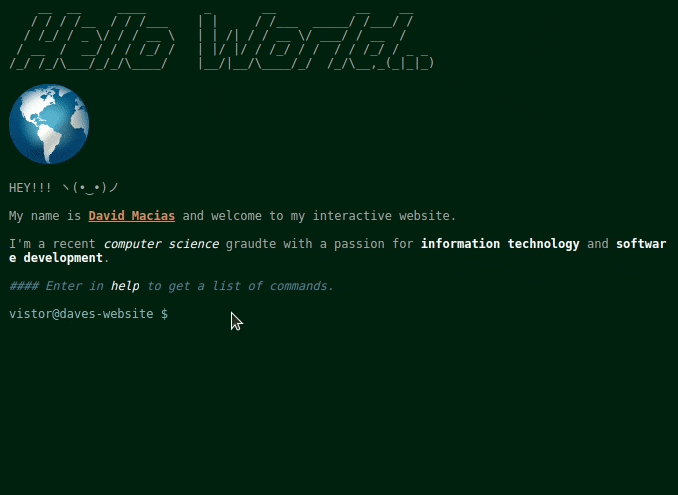 Hello World...
HEY!!! ヽ(•‿•)ノ
My name is David Macias and welcome to my interactive website.
I'm a recent computer science graudte with a passion for information technology and softwar
e development.
#### Enter in help to get a list of commands.
vistor@daves-website $